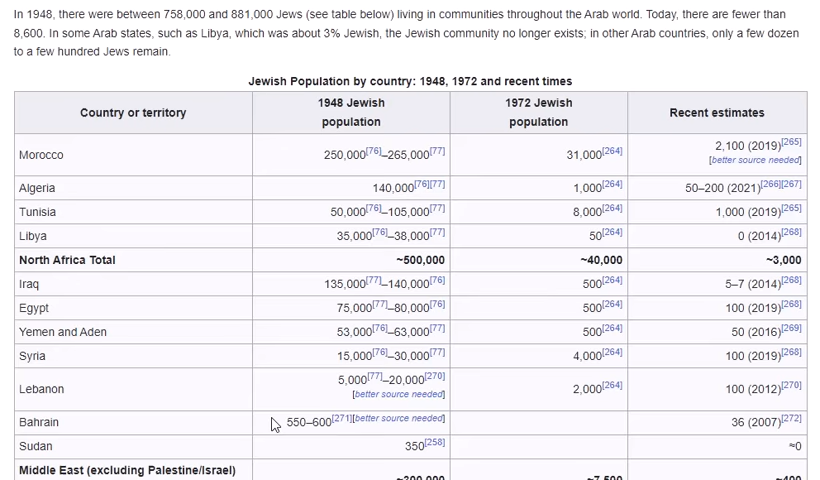 In 1948, there were between 758,000 and 881,000 Jews (see table below) living in communities throughout the Arab world. Today, there are fewer than
8,600. In some Arab states, such as Libya, which was about 3% Jewish, the Jewish community no longer exists; in other Arab countries, only a few dozen
to a few hundred Jews remain.
Jewish Population by country: 1948, 1972 and recent times
Country or territory 1948 Jewish population 1972 Jewish population Recent estimates
Morocco 250,000[76]–265,000[77] 31,000[264] 2,100 (2019)[265] [better source needed]
Algeria 140,000[76][77] 1,000[264] 50–200 (2021)[266][267]
Tunisia 50,000[76]–105,000[77] 8,000[264] 1,000 (2019)[265]
Libya 35,000[76]–38,000[77] 50[264] 0 (2014)[268]
North Africa Total ~500,000 ~40,000 ~3,000
Iraq 135,000[77]–140,000[76] 500[264] 5–7 (2014)[268]
Egypt 75,000[77]–80,000[76] 500[264] 100 (2019)[268]
Yemen and Aden 53,000[76]–63,000[77] 500[264] 50 (2016)[269]
Syria 15,000[76]–30,000[77] 4,000[264] 100 (2019)[268]
Lebanon 5,000[77]–20,000[270] [better source needed] 2,000[264] 100 (2012)[270]
Bahrain 550–600[271][better source needed] 36 (2007)[272]
Sudan 350[258] ≈0
Middle East (excluding Palestine/Israel) ~300,000 ~7,500 ~400